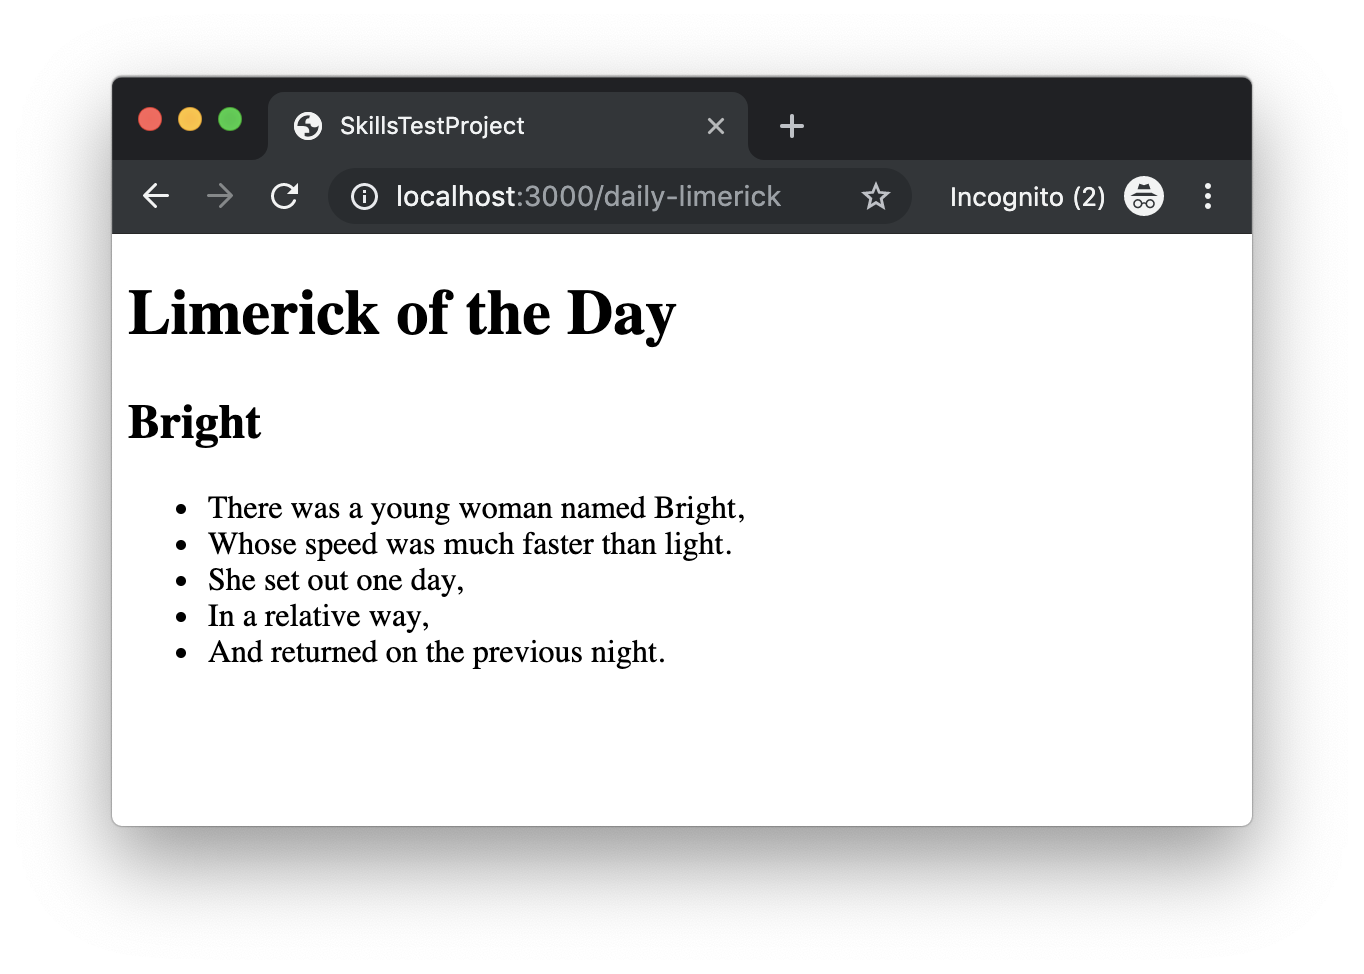 SkillsTestProject
localhost:3000/daily-limerick
Incognito (2)
Limerick of the Day
Bright
There was a young woman named Bright,
Whose speed was much faster than light.
She set out one day,
In a relative way,
And returned on the previous night.